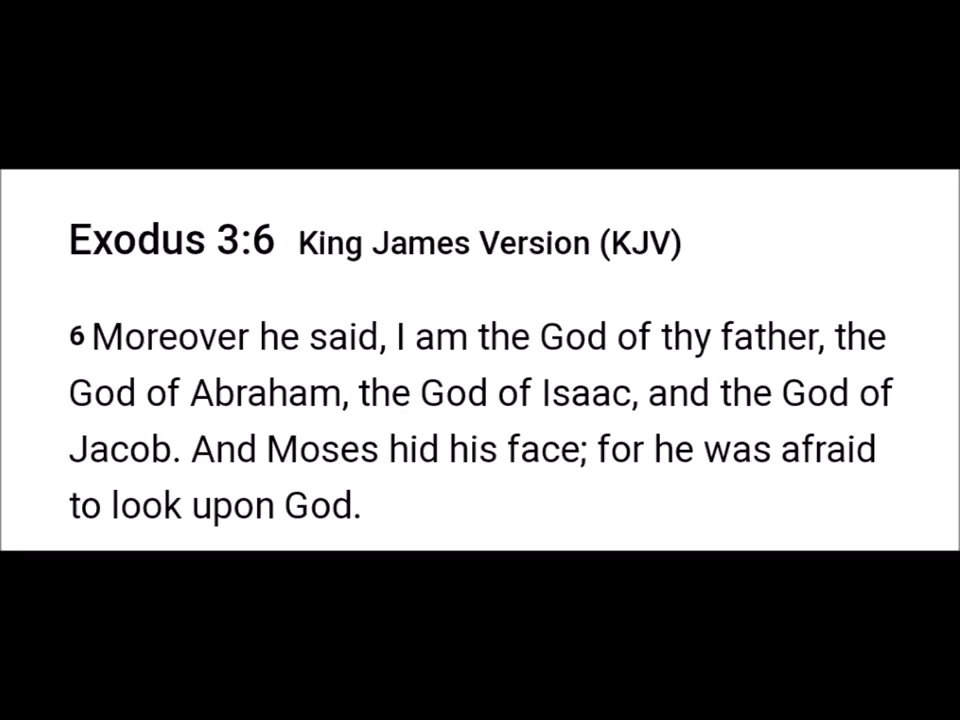 Exodus 3:6 King James Version (KJV)
6 Moreover he said, I am the God of thy father, the
God of Abraham, the God of Isaac, and the God of
Jacob. And Moses hid his face; for he was afraid
to look upon God.